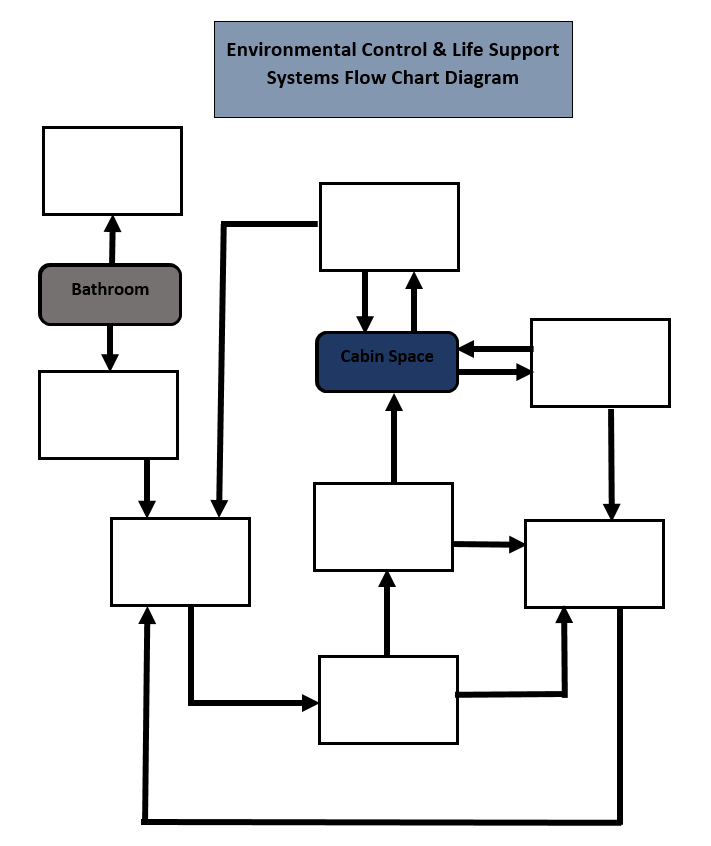 Environmental Control & Life Support
Systems Flow Chart Diagram
Bathroom
Cabin Space